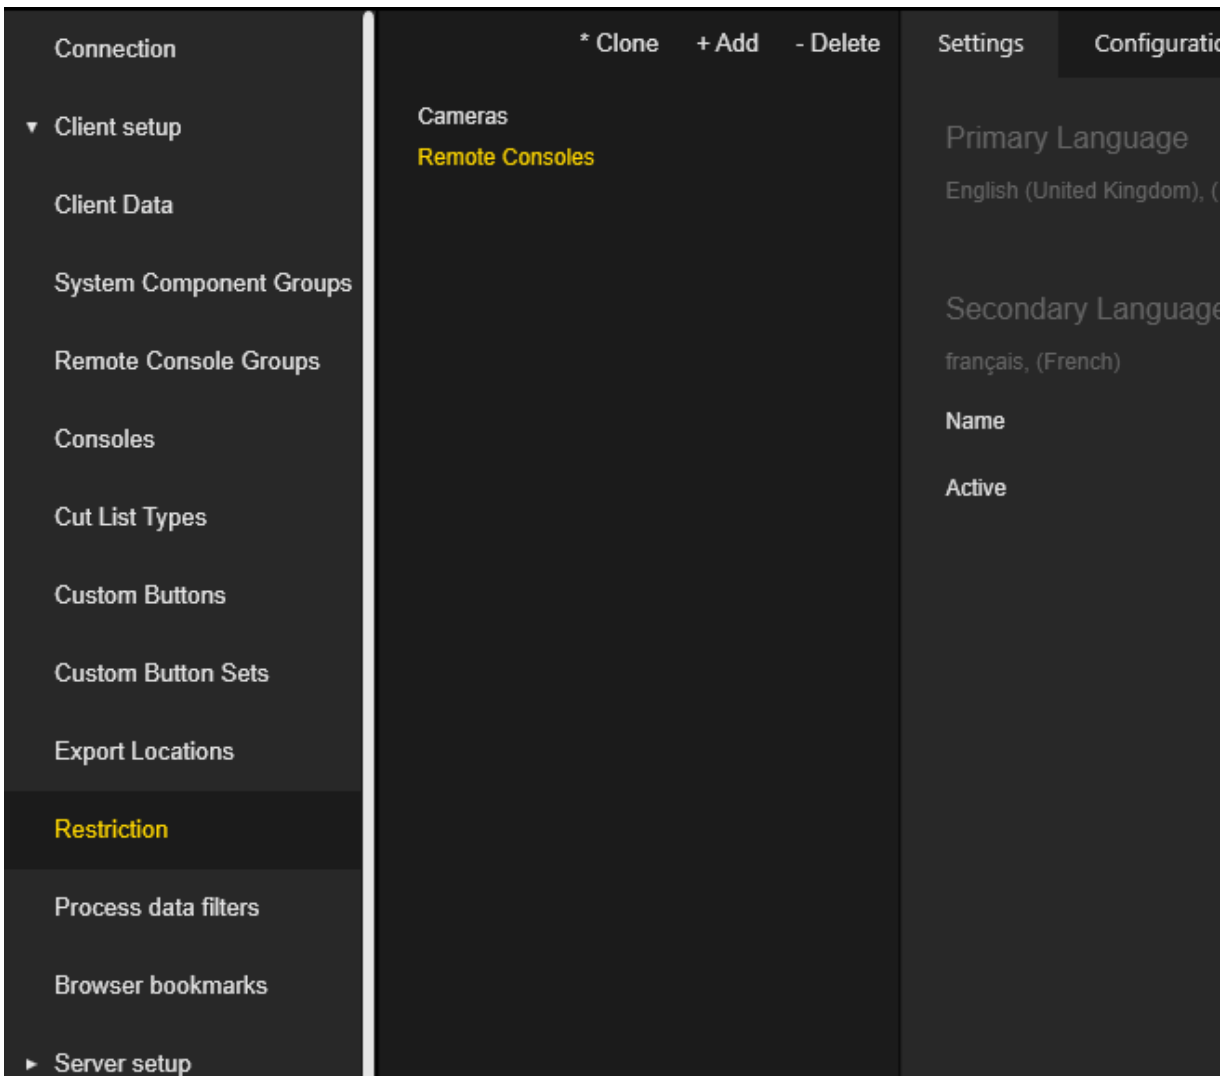 Connection
▾ Client setup
Client Data
System Component Groups
Remote Console Groups
Consoles
Cut List Types
Custom Buttons
Custom Button Sets
Export Locations
Restriction
Process data filters
Browser bookmarks
▸ Server setup
* Clone + Add - Delete
Cameras
Remote Consoles
Settings Configuratio
Primary Language
English (United Kingdom), (
Secondary Language
français, (French)
Name
Active